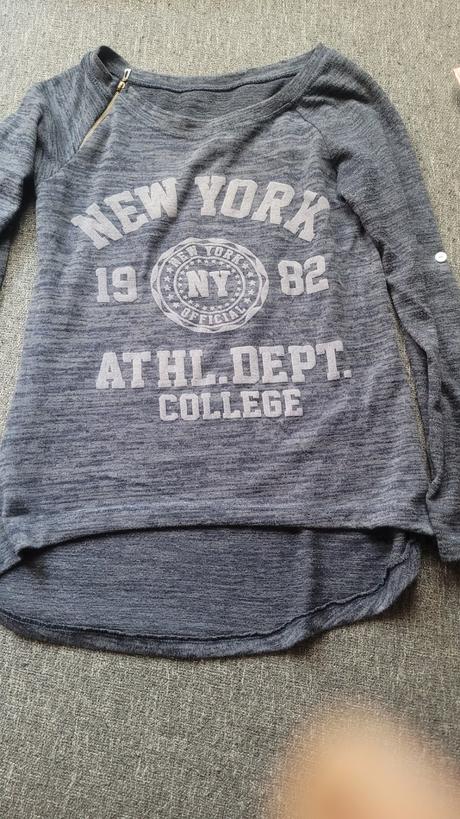 NEW YORK
19 82
NEW YORK
NY
OFFICIAL
ATHL.DEPT.
COLLEGE